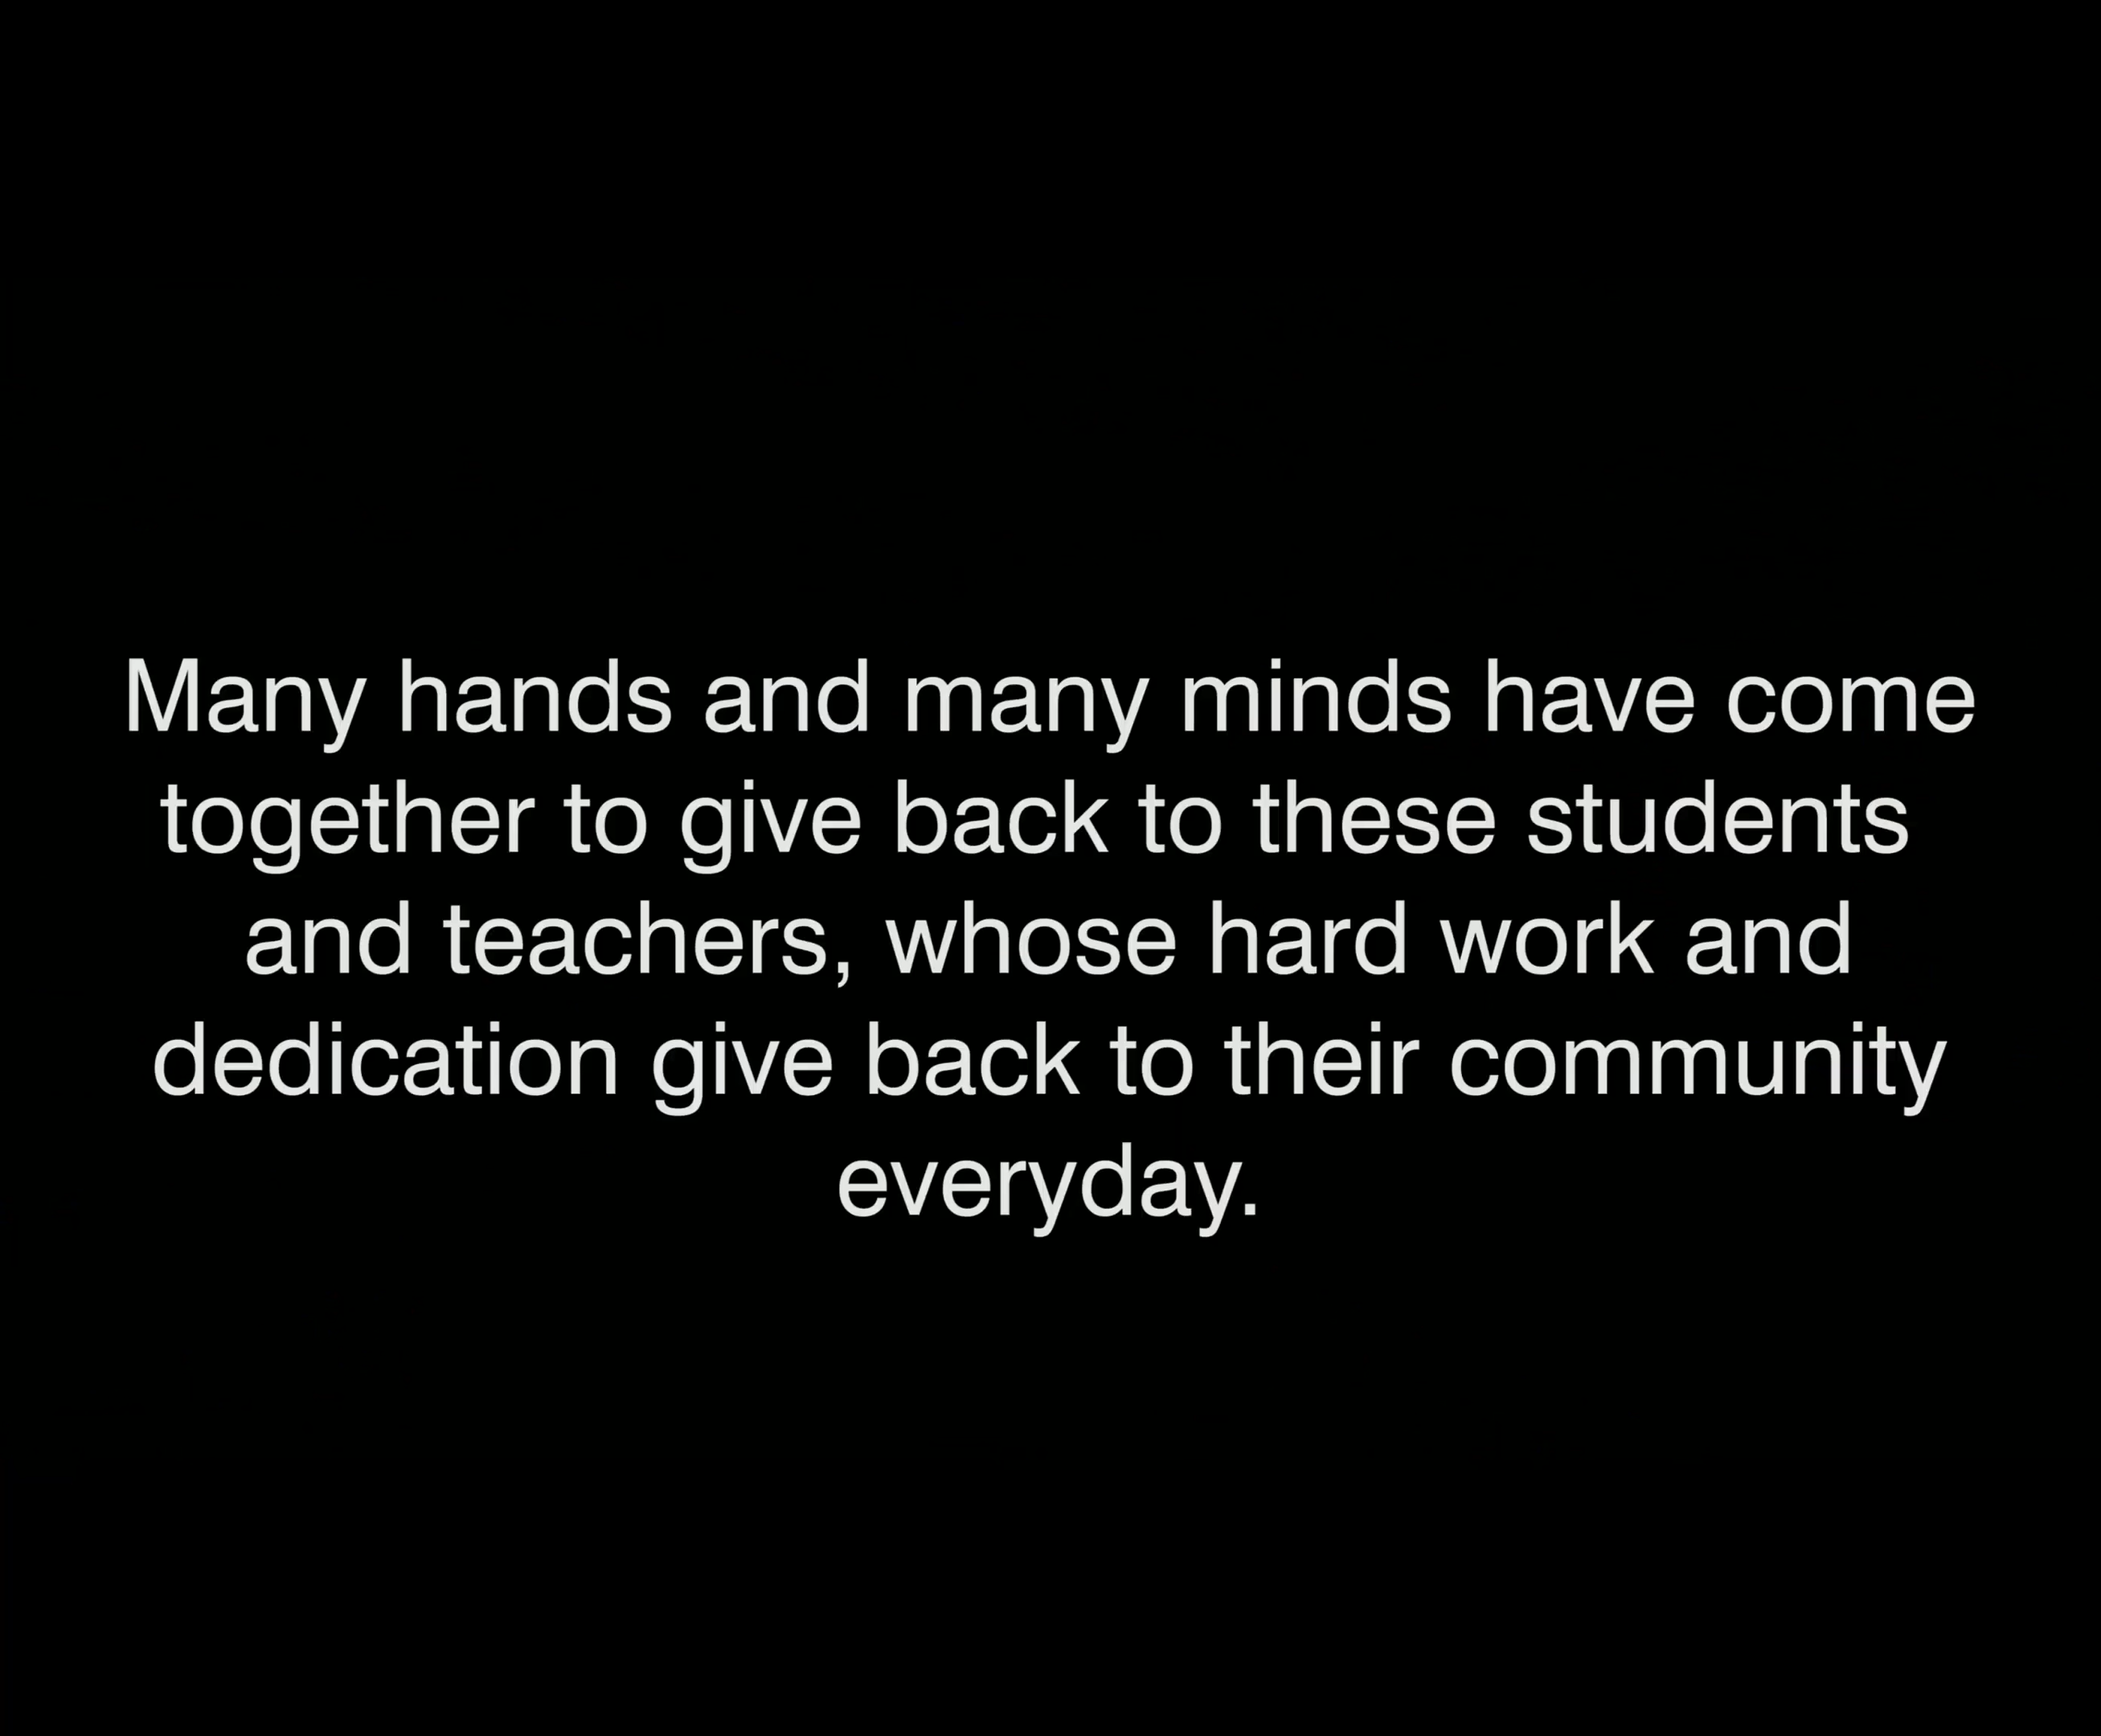 Many hands and many minds have come
together to give back to these students
and teachers, whose hard work and
dedication give back to their community
everyday.